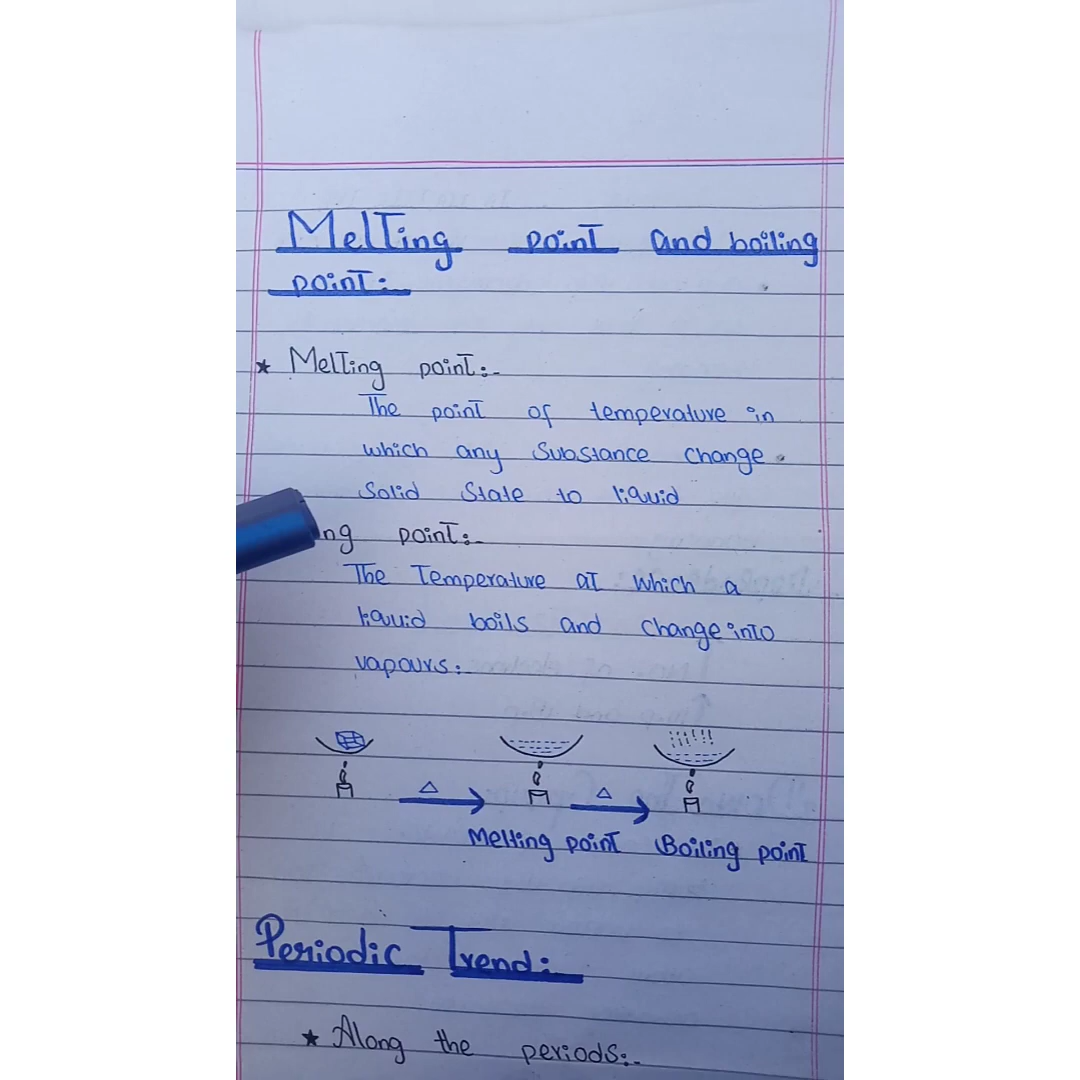 Melting point and boiling
point:-
* Melting point:-
The point of temperature in
which any Substance change
Solid State to liquid
ng point:-
The Temperature at which a
liquid boils and change into
vapours:-
△ △
Melting point Boiling point
Periodic Trend:-
* Along the periods:-